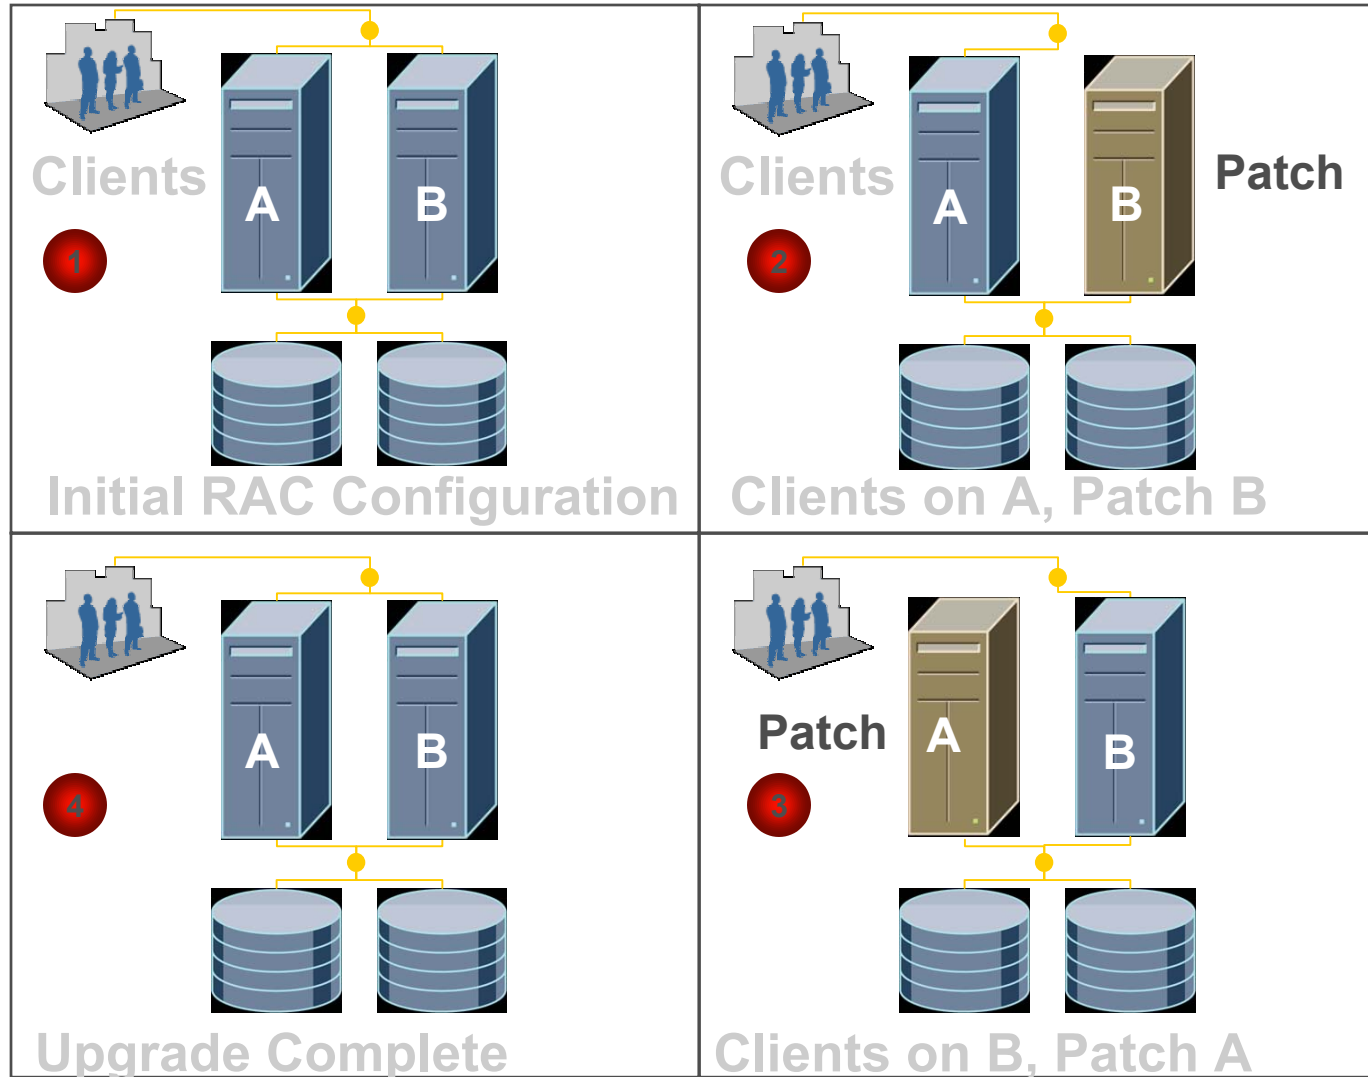 Clients
A
B
1
Initial RAC Configuration
Clients
A
B
Patch
2
Clients on A, Patch B
A
B
4
Upgrade Complete
Patch
A
B
3
Clients on B, Patch A